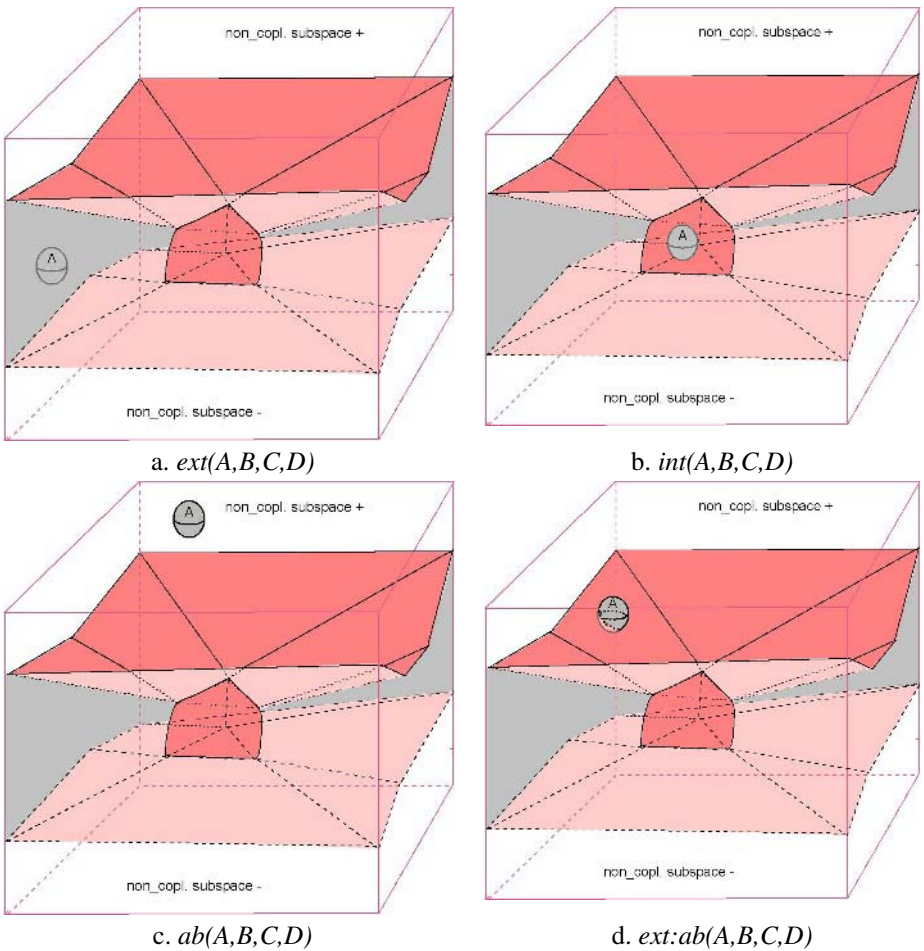 non_copl. subspace +
non_copl. subspace +
A
A
non_copl. subspace -
non_copl. subspace -
a. ext(A,B,C,D)
b. int(A,B,C,D)
A
non_copl. subspace +
non_copl. subspace +
A
non_copl. subspace -
non_copl. subspace -
c. ab(A,B,C,D)
d. ext:ab(A,B,C,D)